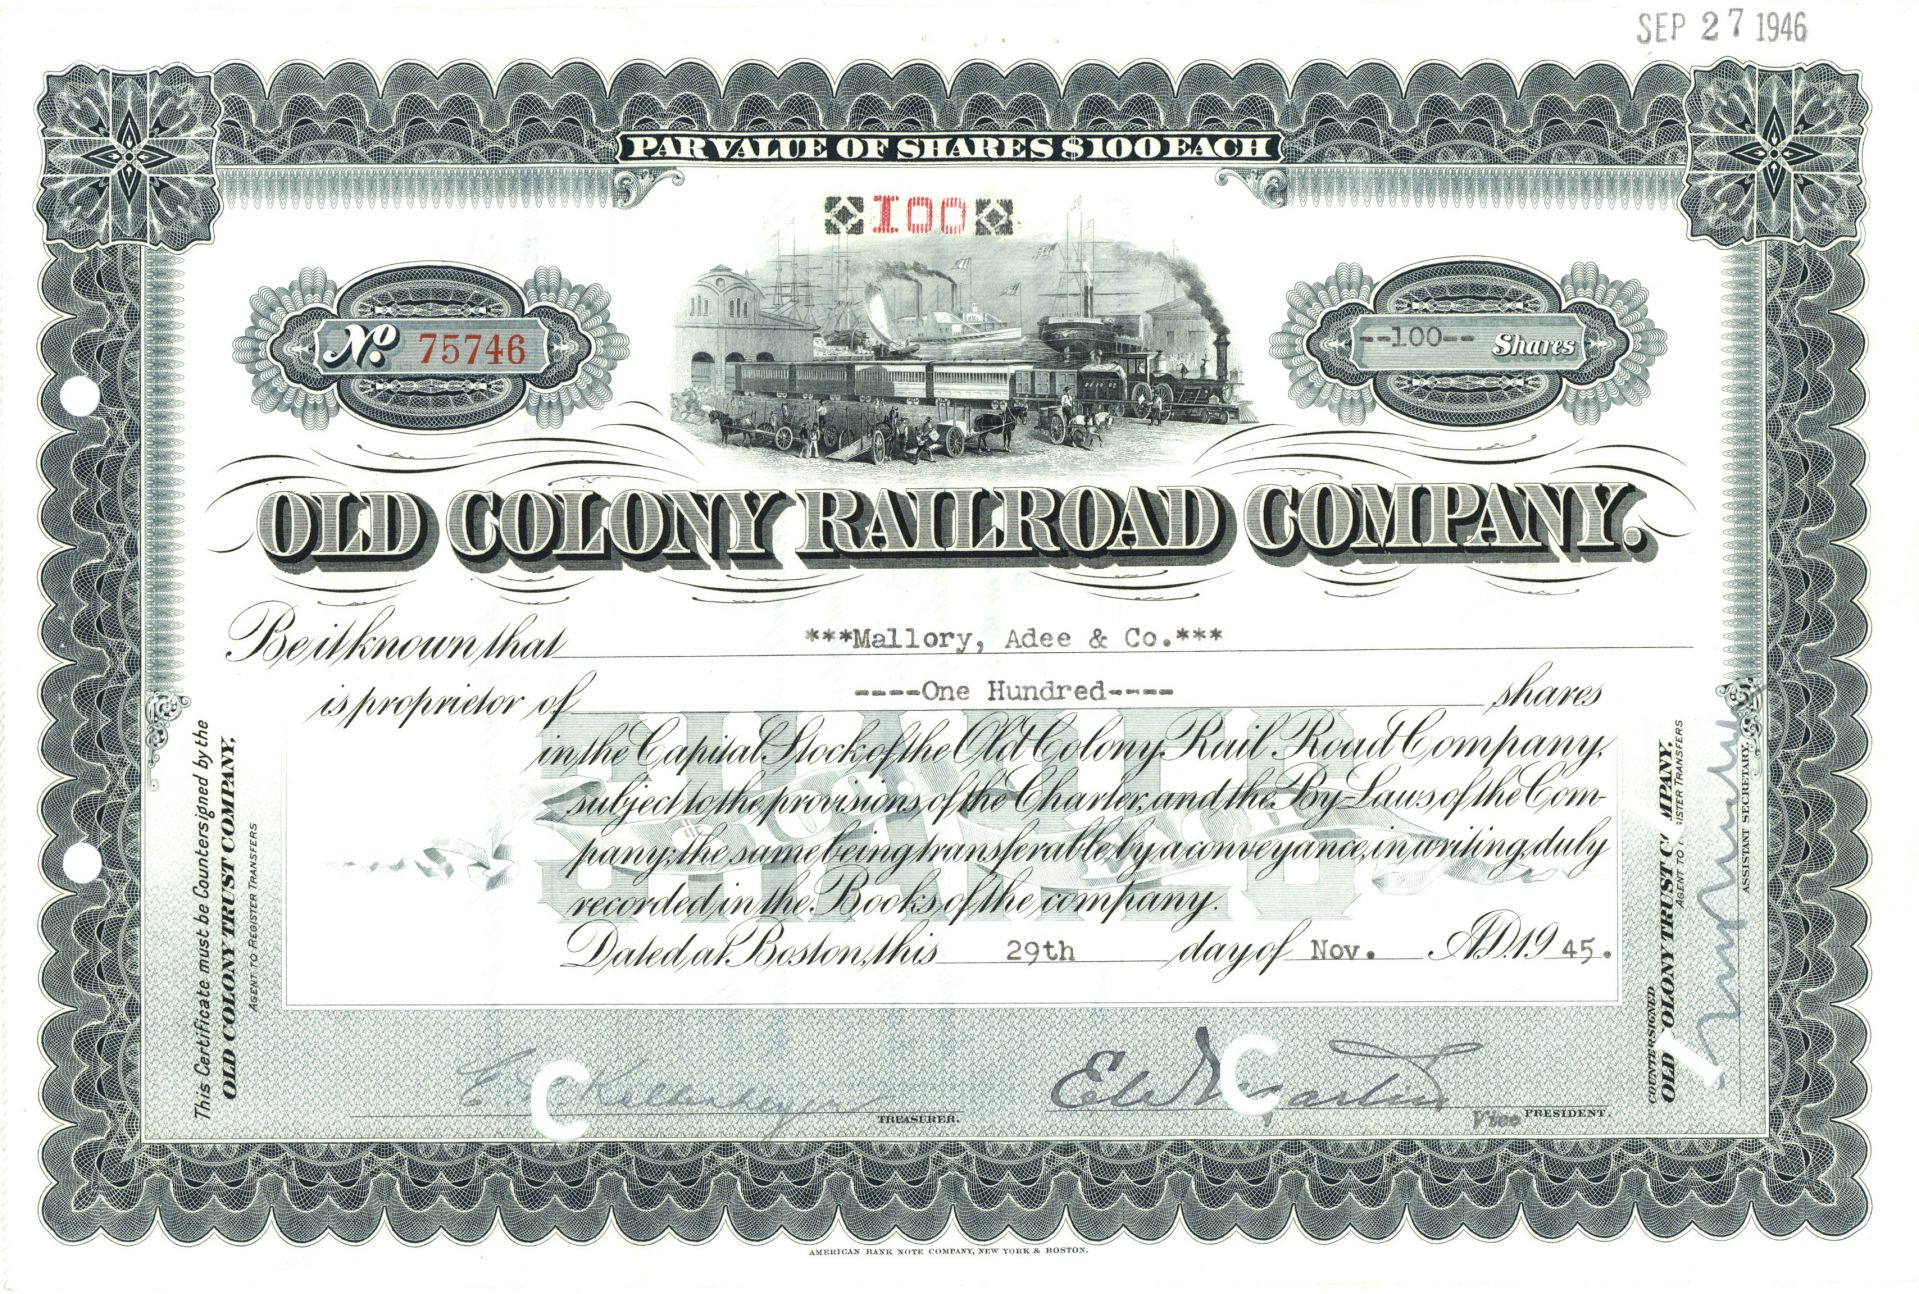 SEP 27 1946
PAR VALUE OF SHARES $100 EACH
100
No. 75746
--100-- Shares
OLD COLONY RAILROAD COMPANY.
Be it known that ***Mallory, Adee & Co.***
is proprietor of ----One Hundred---- shares
in the Capital Stock of the Old Colony Rail Road Company,
subject to the provisions of the Charter, and the By-Laws of the Com-
pany, the same being transferable by a conveyance, in writing, duly
recorded in the Books of the company.
Dated at Boston, this 29th day of Nov. A.D. 19 45.
SHARES
$100. EACH
This Certificate must be Countersigned by the
OLD COLONY TRUST COMPANY,
AGENT TO REGISTER TRANSFERS
COUNTERSIGNED
OLD COLONY TRUST COMPANY,
AGENT TO REGISTER TRANSFERS
ASSISTANT SECRETARY.
TREASURER.
Vice PRESIDENT.
AMERICAN BANK NOTE COMPANY, NEW YORK & BOSTON.